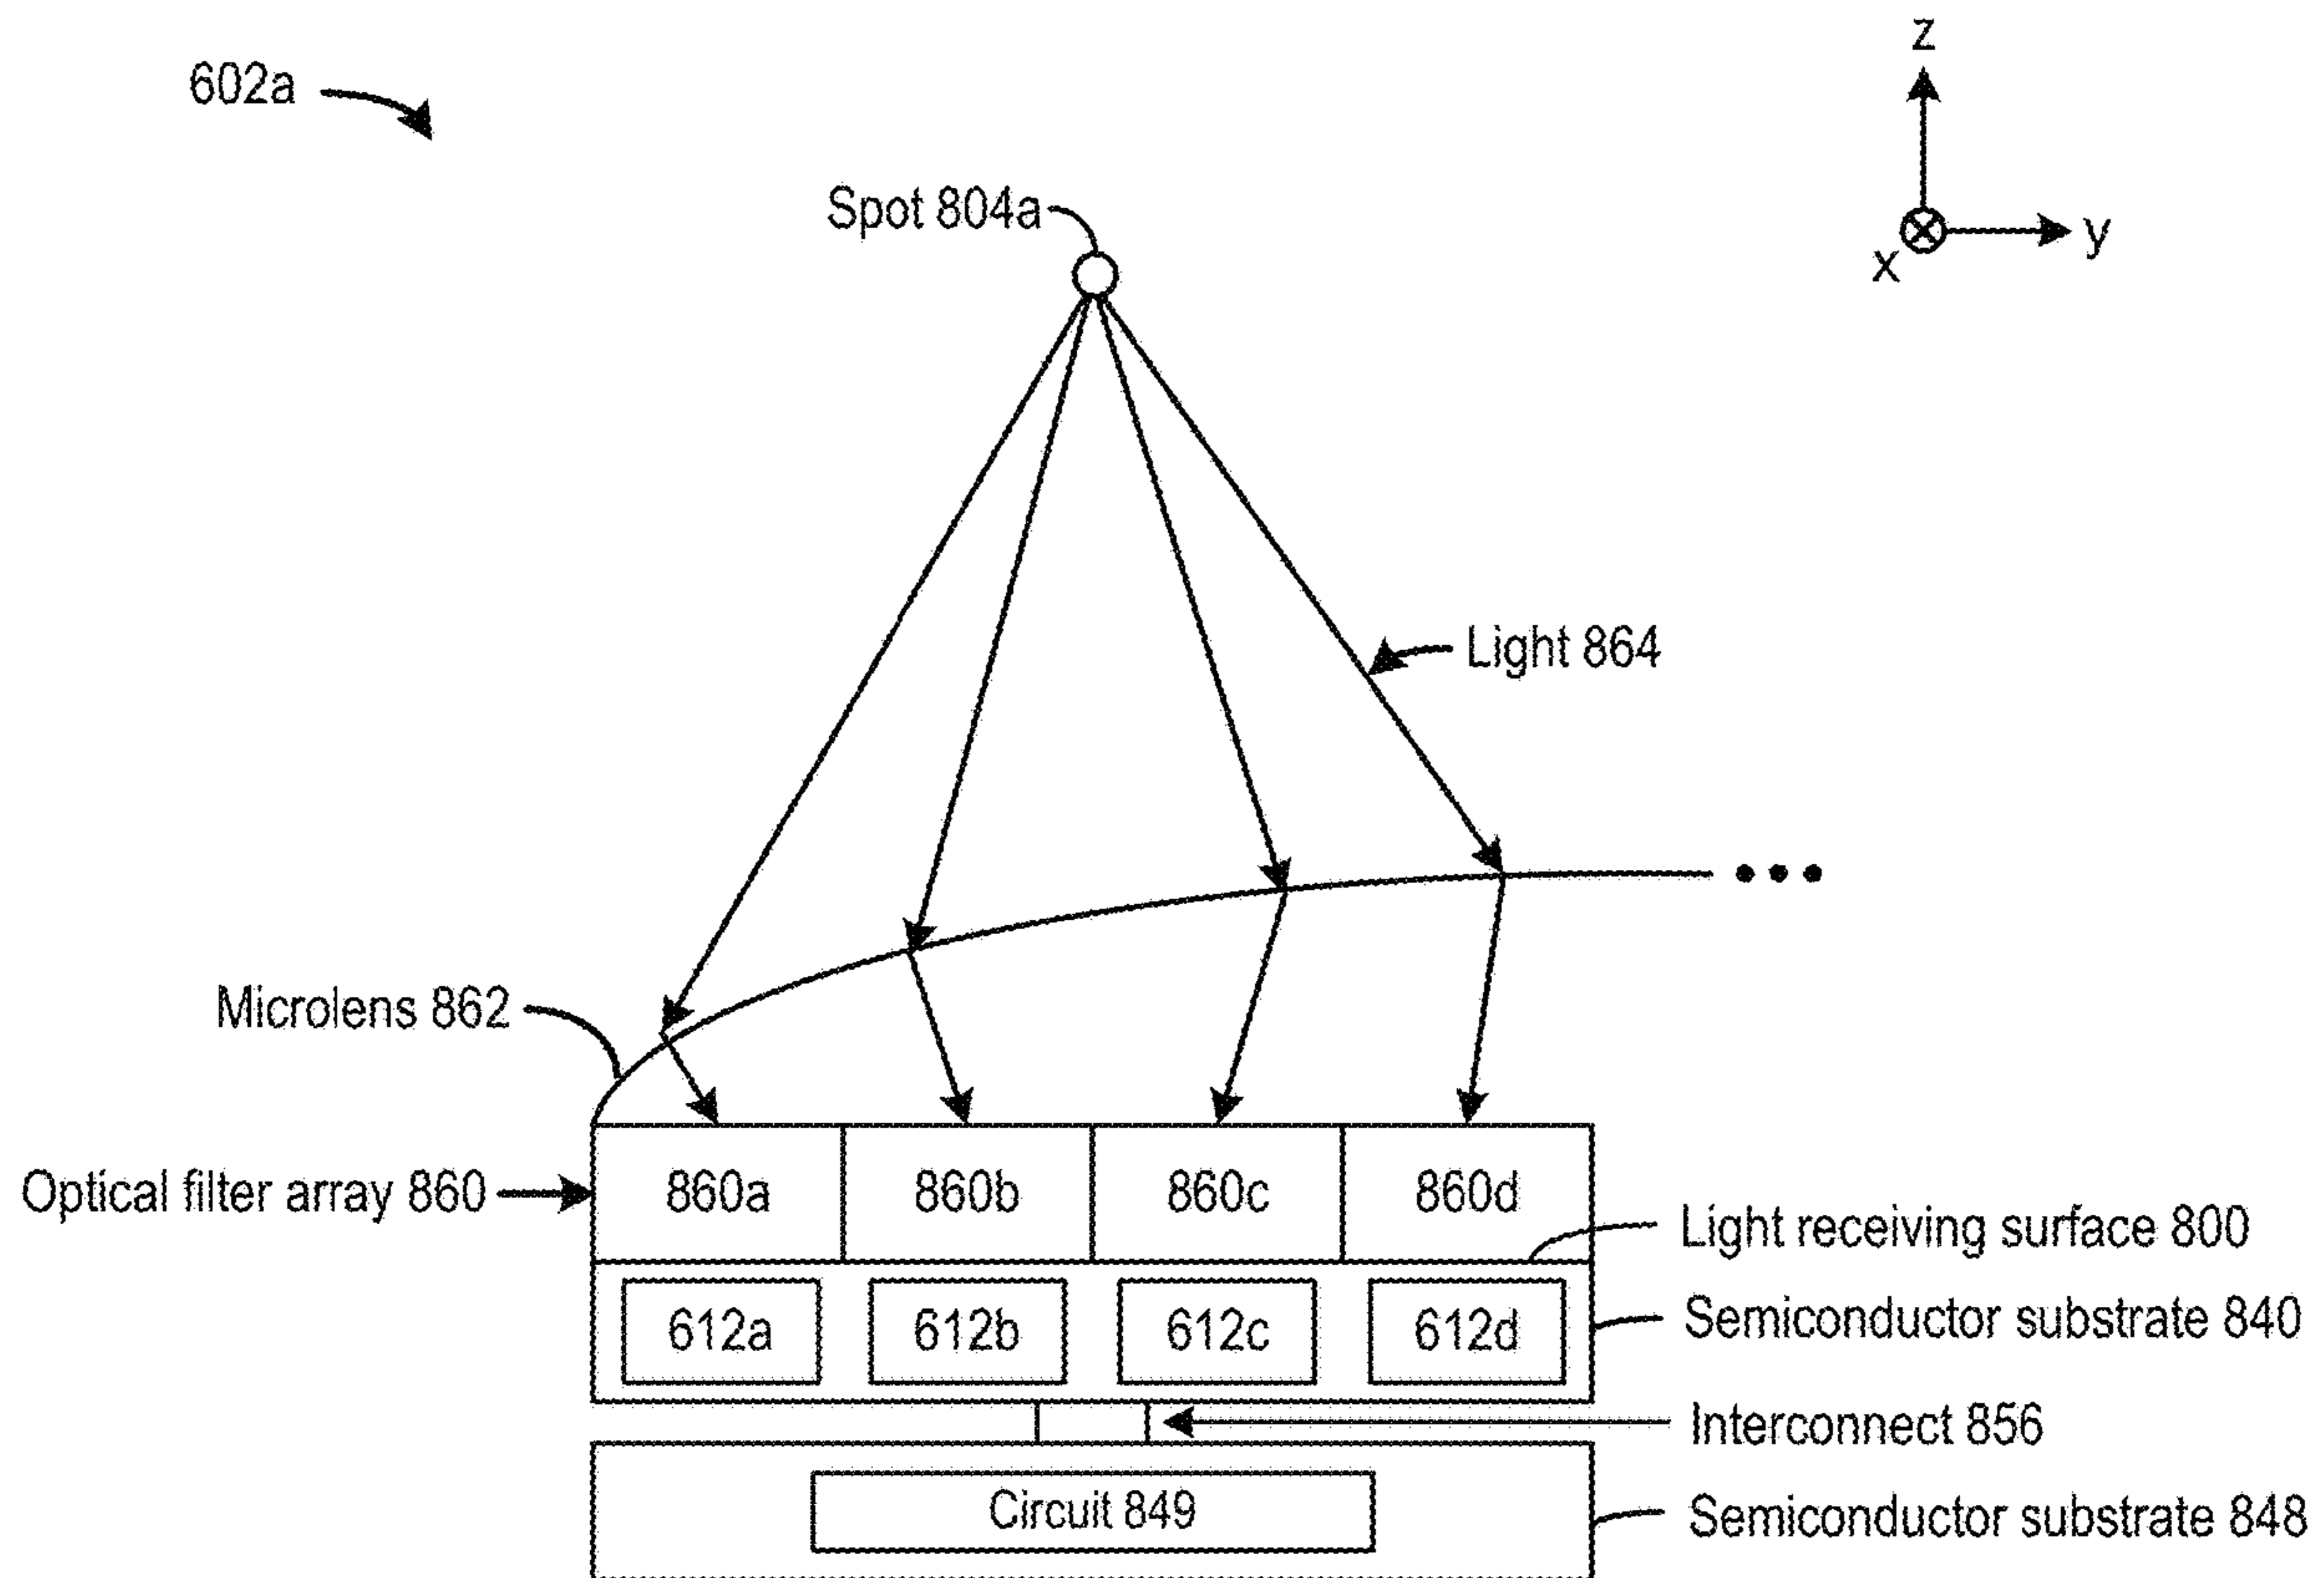 z
602a
Spot 804a
y
x
Light 864
Microlens 862
Optical filter array 860
860a 860b 860c 860d
Light receiving surface 800
612a 612b 612c 612d
Semiconductor substrate 840
Interconnect 856
Circuit 849
Semiconductor substrate 848